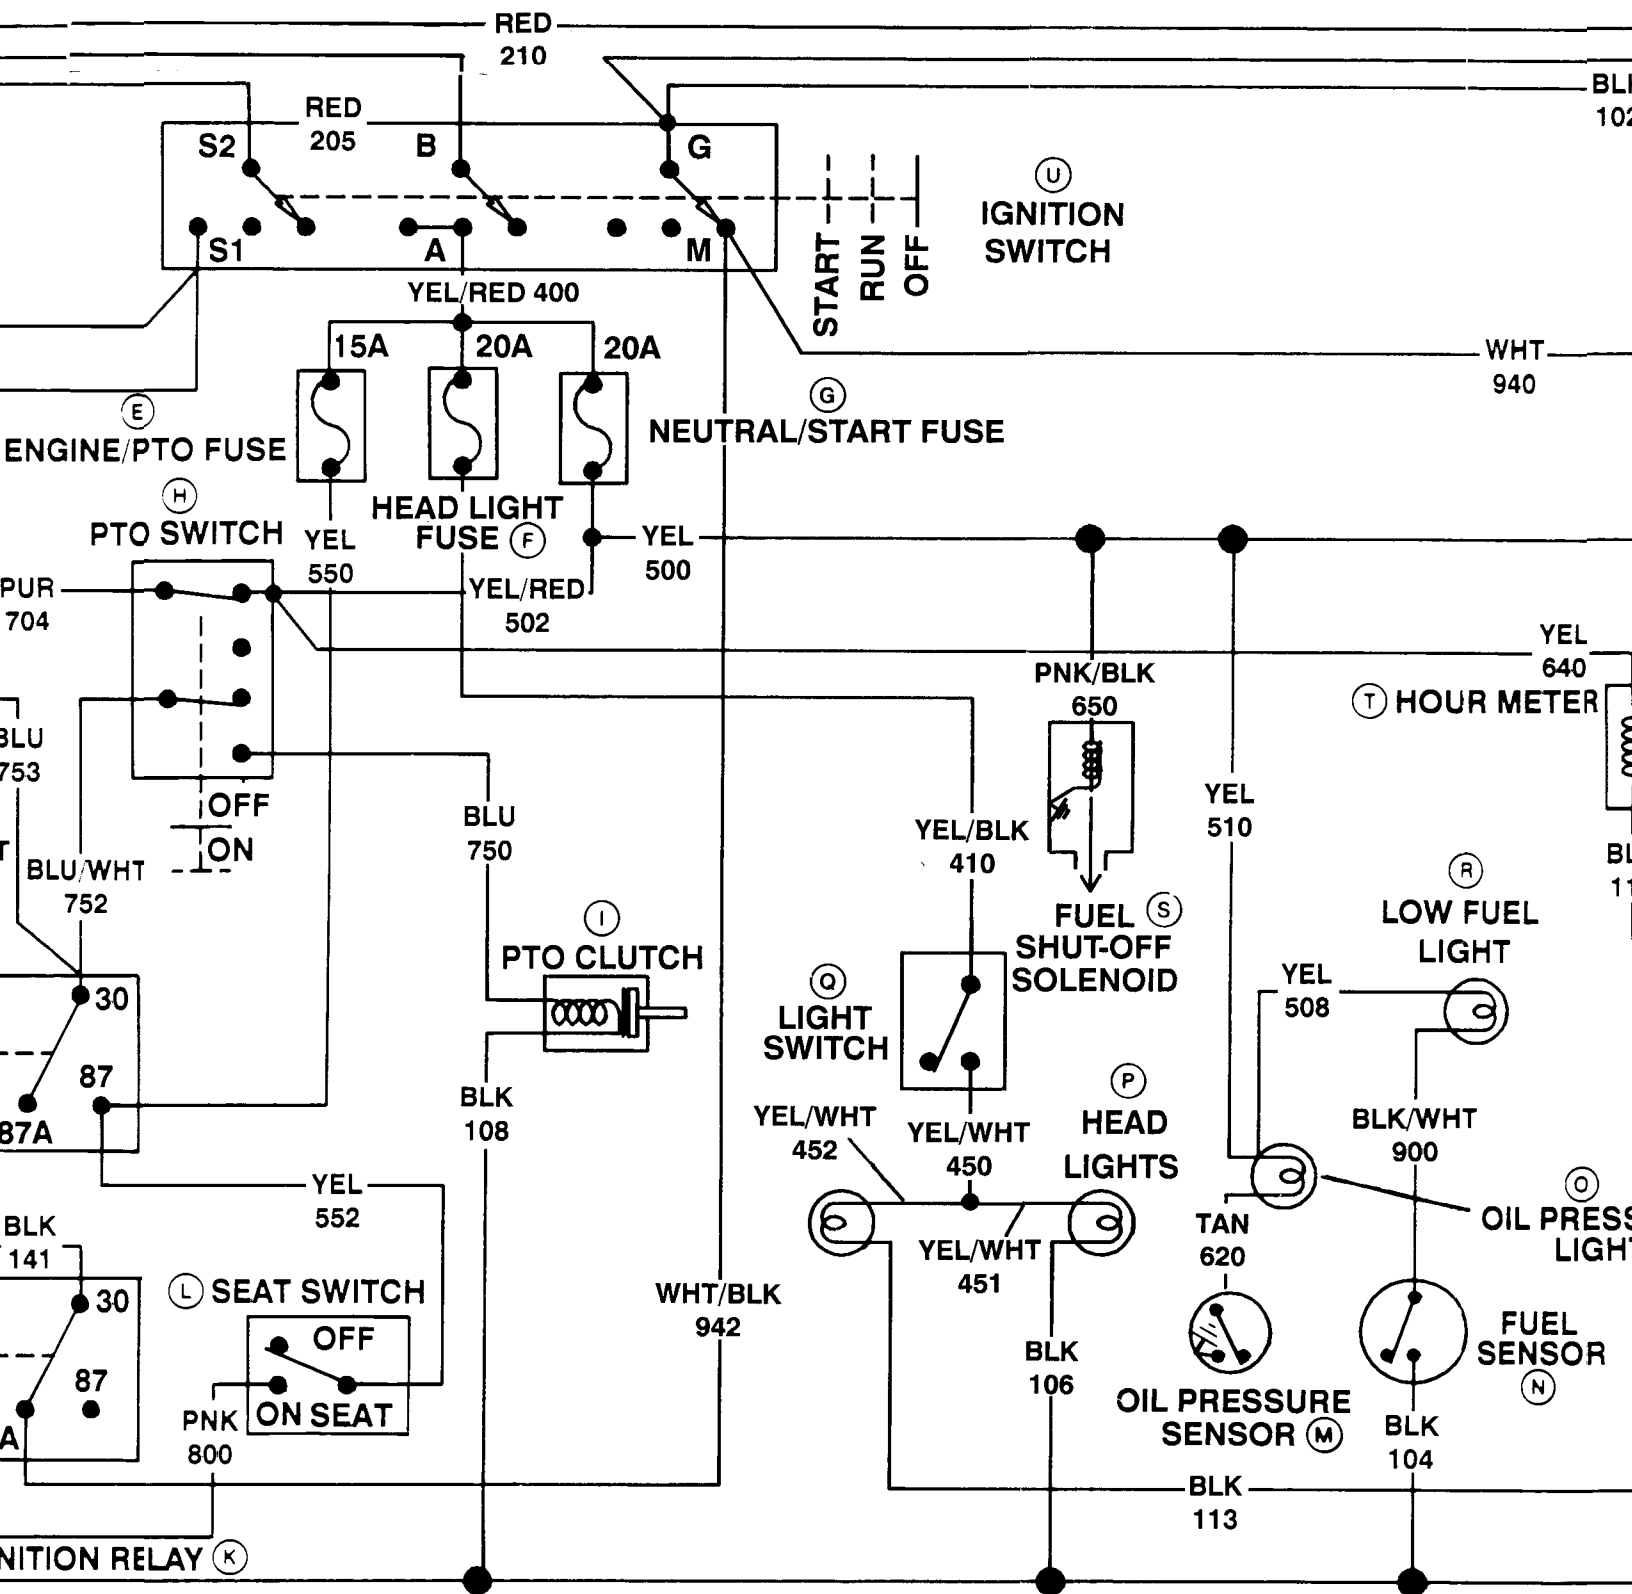 RED
210
BLK
102
RED
205
S2
B
G
S1
A
M
START
RUN
OFF
U
IGNITION
SWITCH
YEL/RED 400
15A
20A
20A
WHT
940
E
ENGINE/PTO FUSE
G
NEUTRAL/START FUSE
H
PTO SWITCH
HEAD LIGHT
FUSE F
YEL
550
YEL
500
PUR
704
YEL/RED
502
YEL
640
PNK/BLK
650
T HOUR METER
BLU
753
OFF
ON
BLU
750
YEL/BLK
410
YEL
510
T
BLU/WHT
752
BL
11
R
LOW FUEL
LIGHT
I
PTO CLUTCH
FUEL S
SHUT-OFF
SOLENOID
Q
LIGHT
SWITCH
YEL
508
30
87
87A
BLK
108
P
HEAD
LIGHTS
YEL/WHT
452
YEL/WHT
450
BLK/WHT
900
YEL
552
O
OIL PRESS
LIGHT
TAN
620
YEL/WHT
451
BLK
141
30
87
A
L SEAT SWITCH
OFF
ON SEAT
WHT/BLK
942
BLK
106
FUEL
SENSOR
N
OIL PRESSURE
SENSOR M
PNK
800
BLK
104
BLK
113
NITION RELAY K